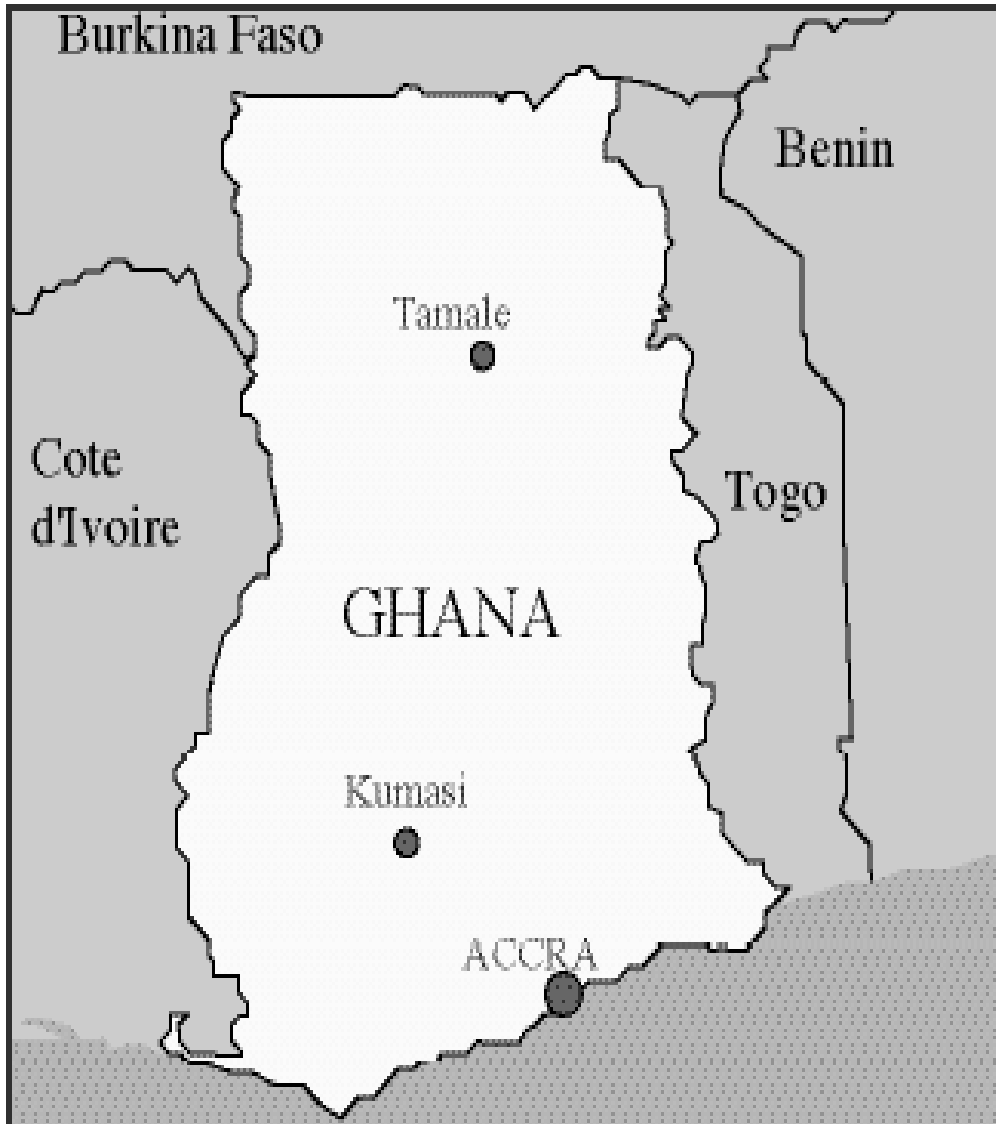 Burkina Faso
Benin
Tamale
Cote
d'Ivoire
Togo
GHANA
Kumasi
ACCRA